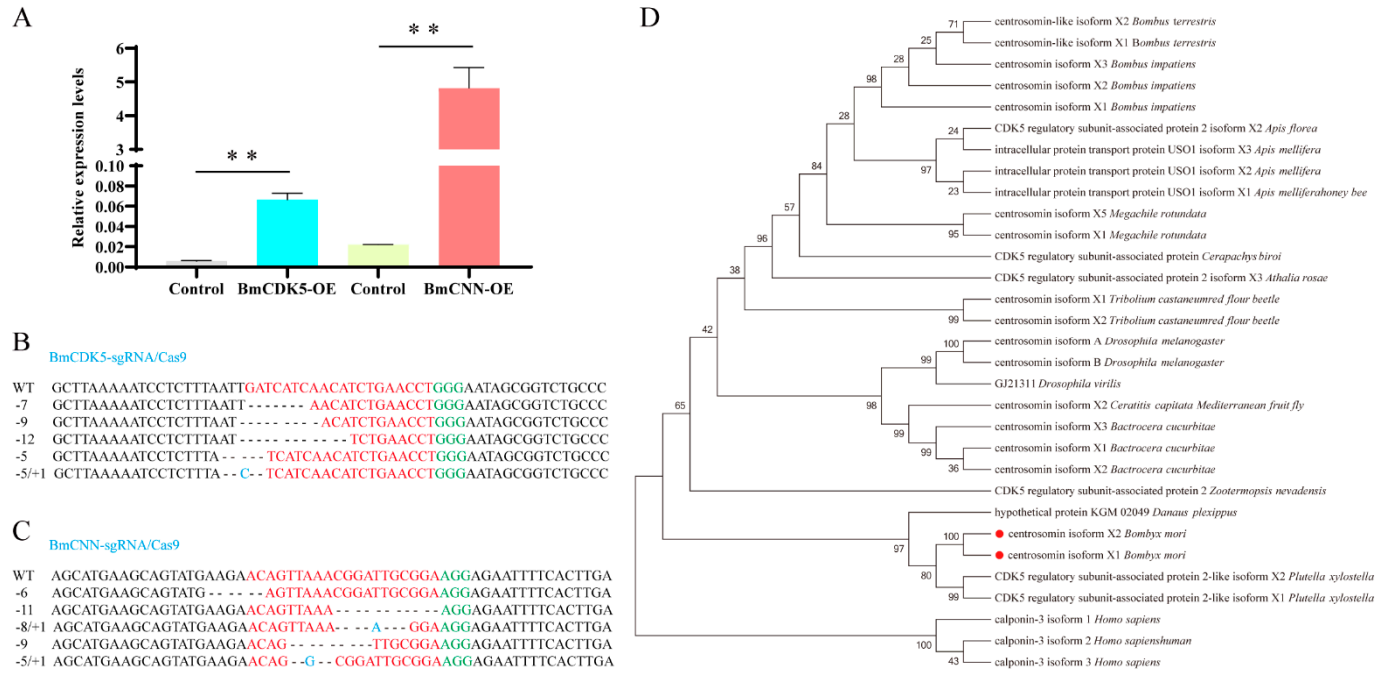 A
Relative expression levels
6
5
4
3
0.10
0.08
0.06
0.04
0.02
0.00
* *
* *
Control BmCDK5-OE Control BmCNN-OE
B
BmCDK5-sgRNA/Cas9
WT GCTTAAAAATCCTCTTTAATTGATCATCAACATCTGAACCTGGGAATAGCGGTCTGCCC
-7 GCTTAAAAATCCTCTTTAATT-------AACATCTGAACCTGGGAATAGCGGTCTGCCC
-9 GCTTAAAAATCCTCTTTAAT---------ACATCTGAACCTGGGAATAGCGGTCTGCCC
-12 GCTTAAAAATCCTCTTTAAT------------TCTGAACCTGGGAATAGCGGTCTGCCC
-5 GCTTAAAAATCCTCTTTA-----TCATCAACATCTGAACCTGGGAATAGCGGTCTGCCC
-5/+1 GCTTAAAAATCCTCTTTA--C--TCATCAACATCTGAACCTGGGAATAGCGGTCTGCCC
C
BmCNN-sgRNA/Cas9
WT AGCATGAAGCAGTATGAAGAACAGTTAAACGGATTGCGGAAGGAGAATTTTCACTTGA
-6 AGCATGAAGCAGTATG------AGTTAAACGGATTGCGGAAGGAGAATTTTCACTTGA
-11 AGCATGAAGCAGTATGAAGAACAGTTAAA-----------AGGAGAATTTTCACTTGA
-8/+1 AGCATGAAGCAGTATGAAGAACAGTTAAA----A---GGAAGGAGAATTTTCACTTGA
-9 AGCATGAAGCAGTATGAAGAACAG---------TTGCGGAAGGAGAATTTTCACTTGA
-5/+1 AGCATGAAGCAGTATGAAGAACAG--G--CGGATTGCGGAAGGAGAATTTTCACTTGA
D
centrosomin-like isoform X2 Bombus terrestris
centrosomin-like isoform X1 Bombus terrestris
centrosomin isoform X3 Bombus impatiens
centrosomin isoform X2 Bombus impatiens
centrosomin isoform X1 Bombus impatiens
CDK5 regulatory subunit-associated protein 2 isoform X2 Apis florea
intracellular protein transport protein USO1 isoform X3 Apis mellifera
intracellular protein transport protein USO1 isoform X2 Apis mellifera
intracellular protein transport protein USO1 isoform X1 Apis melliferahoney bee
centrosomin isoform X5 Megachile rotundata
centrosomin isoform X1 Megachile rotundata
CDK5 regulatory subunit-associated protein Cerapachys biroi
CDK5 regulatory subunit-associated protein 2 isoform X3 Athalia rosae
centrosomin isoform X1 Tribolium castaneumred flour beetle
centrosomin isoform X2 Tribolium castaneumred flour beetle
centrosomin isoform A Drosophila melanogaster
centrosomin isoform B Drosophila melanogaster
GJ21311 Drosophila virilis
centrosomin isoform X2 Ceratitis capitata Mediterranean fruit fly
centrosomin isoform X3 Bactrocera cucurbitae
centrosomin isoform X1 Bactrocera cucurbitae
centrosomin isoform X2 Bactrocera cucurbitae
CDK5 regulatory subunit-associated protein 2 Zootermopsis nevadensis
hypothetical protein KGM 02049 Danaus plexippus
centrosomin isoform X2 Bombyx mori
centrosomin isoform X1 Bombyx mori
CDK5 regulatory subunit-associated protein 2-like isoform X2 Plutella xylostella
CDK5 regulatory subunit-associated protein 2-like isoform X1 Plutella xylostella
calponin-3 isoform 1 Homo sapiens
calponin-3 isoform 2 Homo sapienshuman
calponin-3 isoform 3 Homo sapiens
71
25
28
98
28
24
97
23
84
95
57
96
38
99
42
100
99
98
99
99
36
65
97
100
80
99
100
43